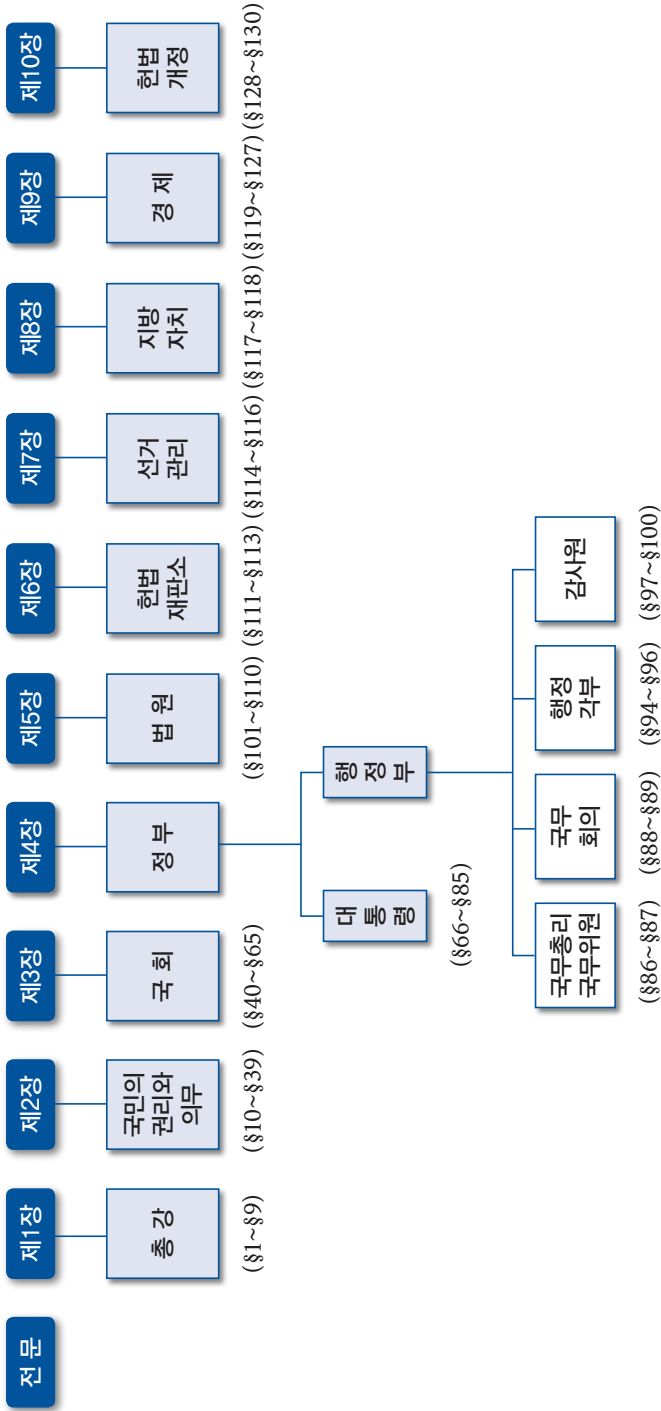 전 문
제1장
총 강
(§1~§9)
제2장
국민의
권리와
의무
(§10~§39)
제3장
국 회
(§40~§65)
제4장
정 부
대
통
령
(§66~§85)
행
정
부
국무총리
국무위원
(§86~§87)
국무
회의
(§88~§89)
행정
각부
(§94~§96)
감사원
(§97~§100)
제5장
법 원
(§101~§110)
제6장
헌법
재판소
(§111~§113)
제7장
선거
관리
(§114~§116)
제8장
지방
자치
(§117~§118)
제9장
경 제
(§119~§127)
제10장
헌법
개정
(§128~§130)